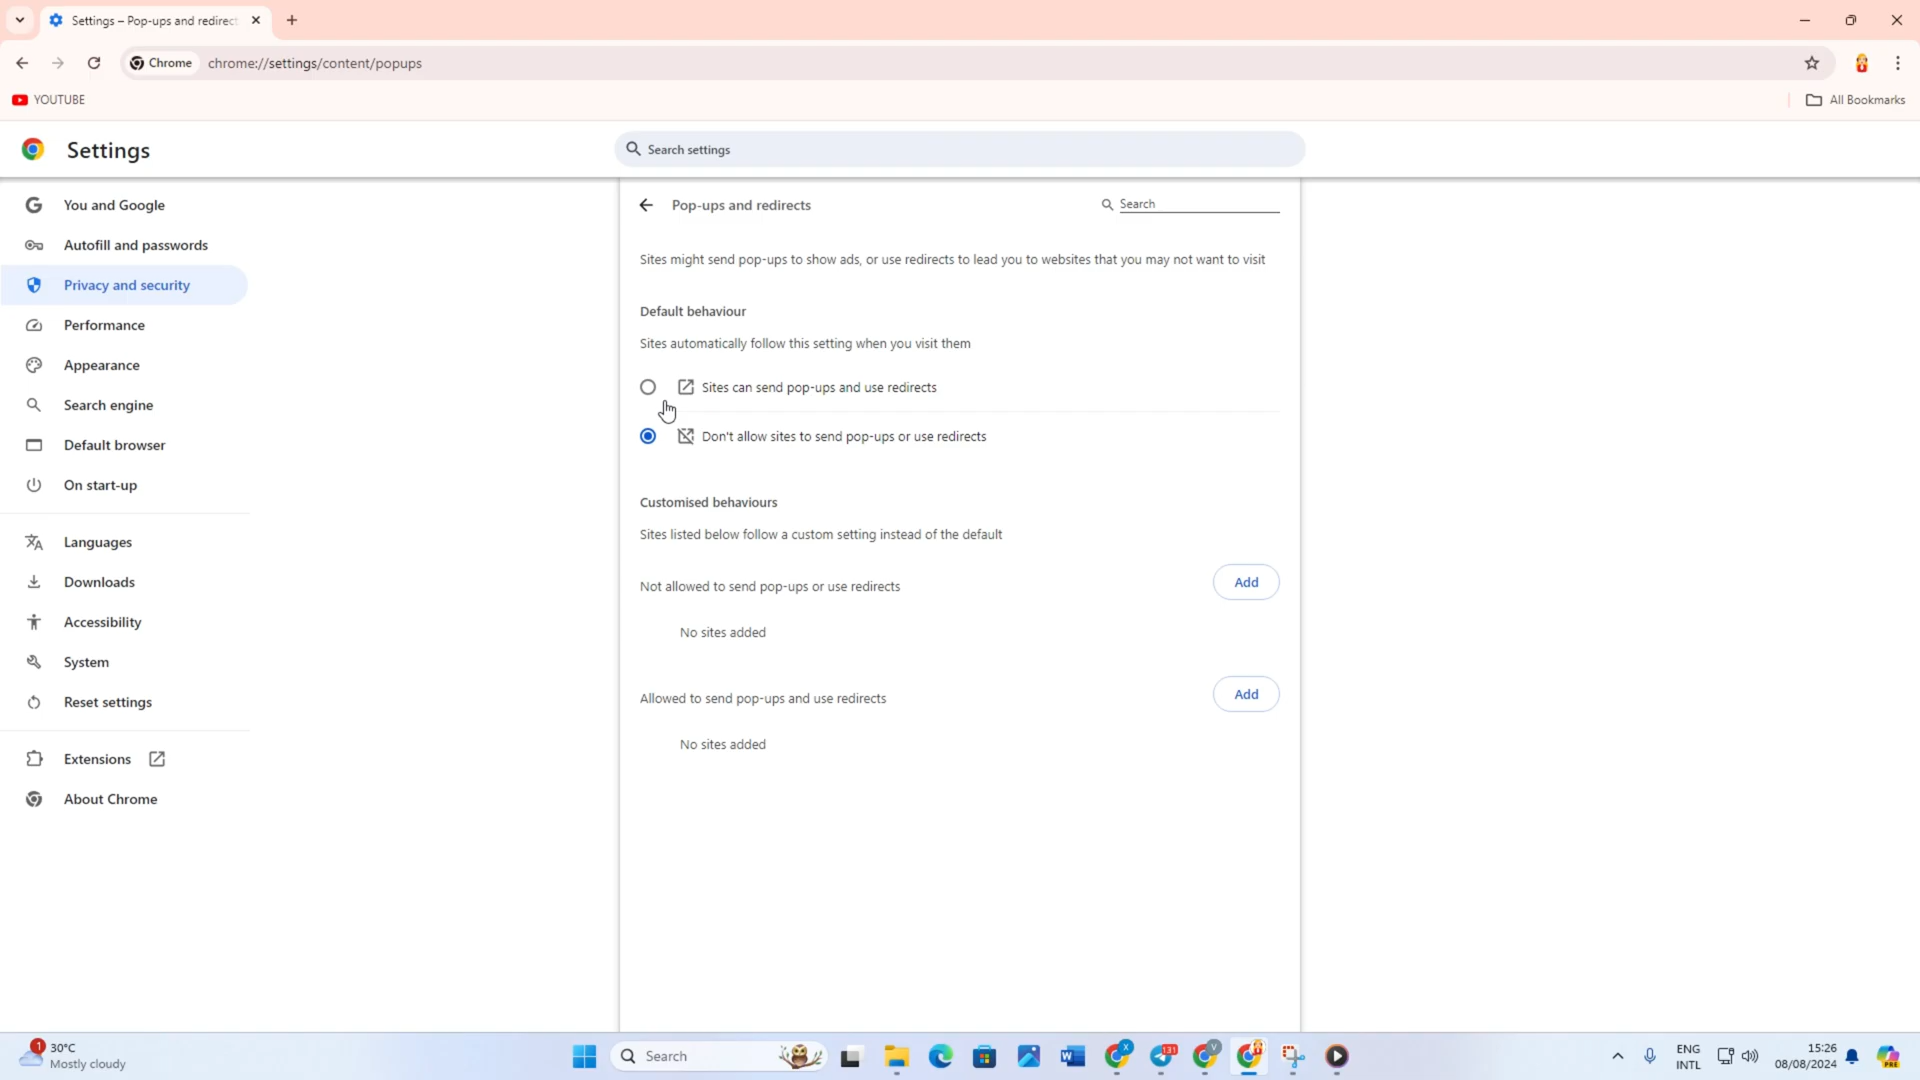 Settings – Pop-ups and redirect
Chrome
chrome://settings/content/popups
YOUTUBE
All Bookmarks
Settings
Search settings
You and Google
Autofill and passwords
Privacy and security
Performance
Appearance
Search engine
Default browser
On start-up
Languages
Downloads
Accessibility
System
Reset settings
Extensions
About Chrome
Pop-ups and redirects
Search
Sites might send pop-ups to show ads, or use redirects to lead you to websites that you may not want to visit
Default behaviour
Sites automatically follow this setting when you visit them
Sites can send pop-ups and use redirects
Don't allow sites to send pop-ups or use redirects
Customised behaviours
Sites listed below follow a custom setting instead of the default
Not allowed to send pop-ups or use redirects
Add
No sites added
Allowed to send pop-ups and use redirects
Add
No sites added
1
30°C
Mostly cloudy
Search
X
131
V
ENG
INTL
15:26
08/08/2024
PRE